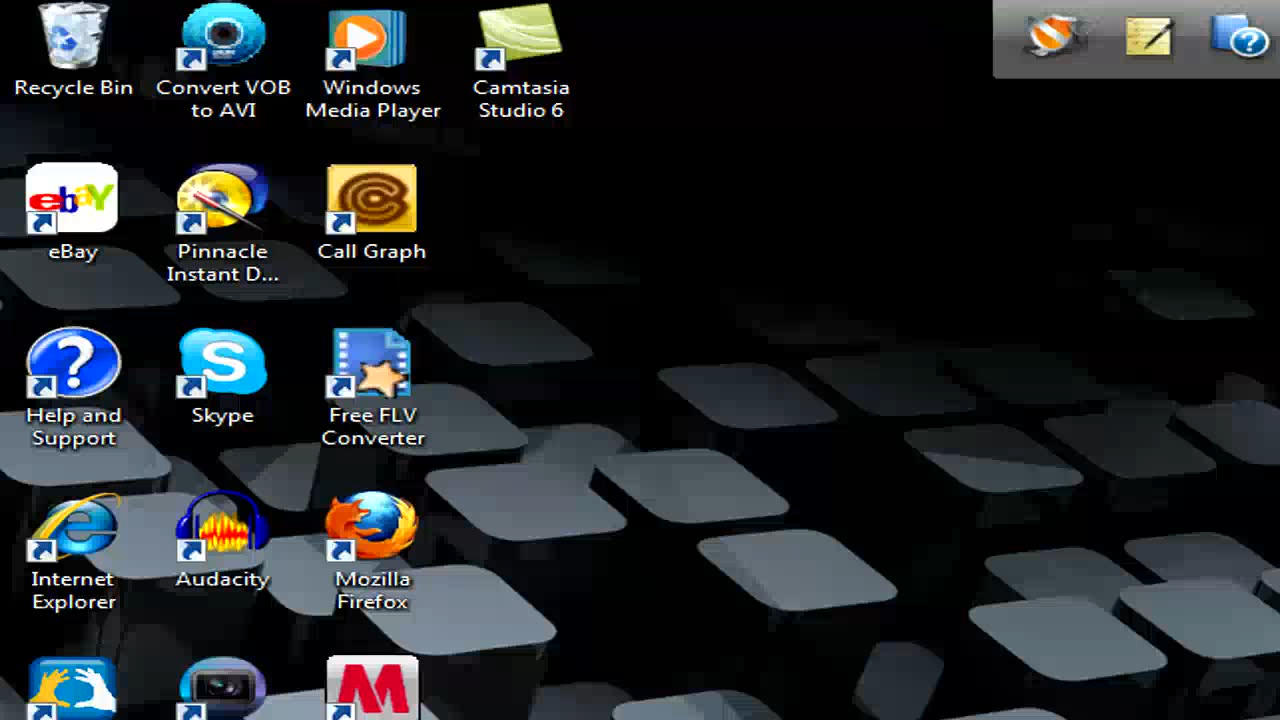 Recycle Bin
Convert VOB
to AVI
Windows
Media Player
Camtasia
Studio 6
ebaY
eBay
Pinnacle
Instant D...
Call Graph
Help and
Support
Skype
Free FLV
Converter
Internet
Explorer
Audacity
Mozilla
Firefox